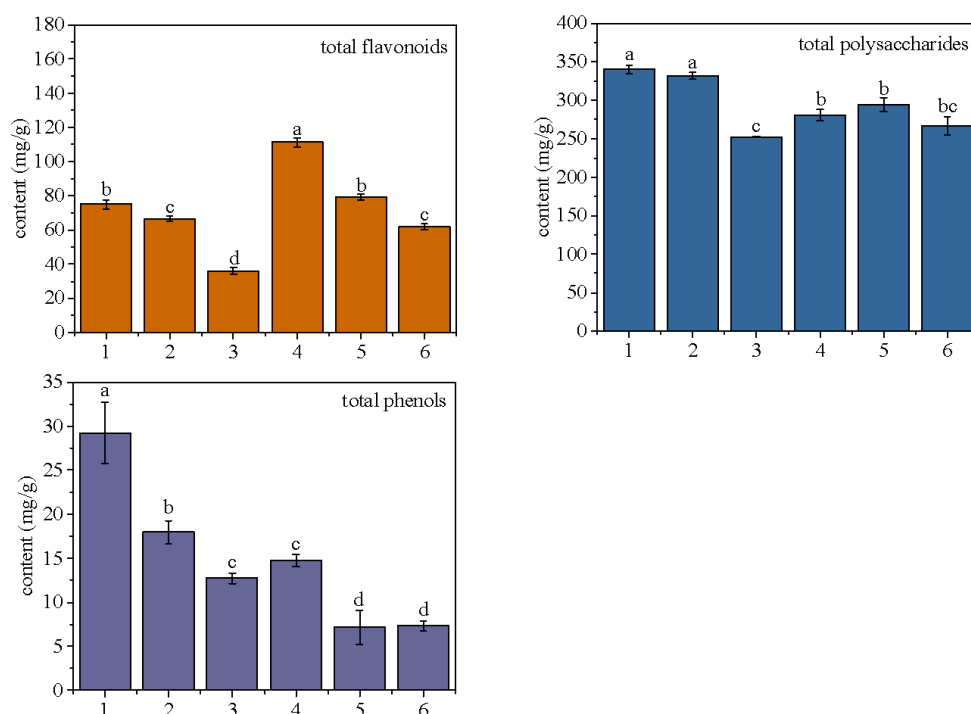 total flavonoids
content (mg/g)
180
160
140
120
100
80
60
40
20
0
b
c
d
a
b
c
1 2 3 4 5 6
total polysaccharides
content (mg/g)
400
350
300
250
200
150
100
50
0
a
a
c
b
b
bc
1 2 3 4 5 6
total phenols
content (mg/g)
35
30
25
20
15
10
5
0
a
b
c
c
d
d
1 2 3 4 5 6